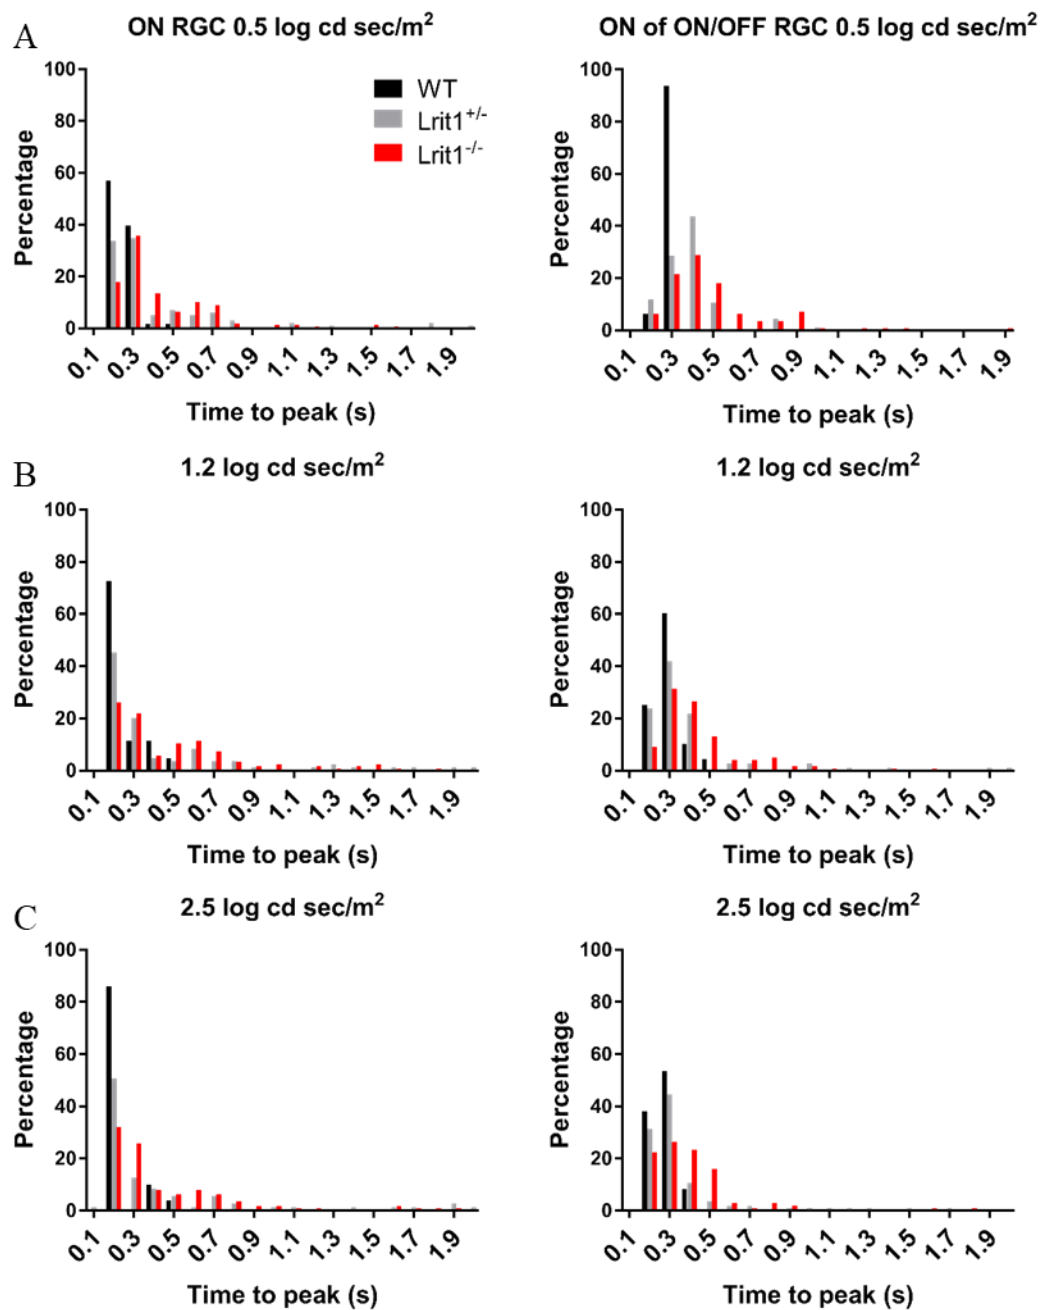 A
ON RGC 0.5 log cd sec/m²
ON of ON/OFF RGC 0.5 log cd sec/m²
Percentage
100
80
60
40
20
0
WT
Lrit1+/-
Lrit1-/-
0.1 0.3 0.5 0.7 0.9 1.1 1.3 1.5 1.7 1.9
Time to peak (s)
Percentage
100
80
60
40
20
0
0.1 0.3 0.5 0.7 0.9 1.1 1.3 1.5 1.7 1.9
Time to peak (s)
B
1.2 log cd sec/m²
1.2 log cd sec/m²
Percentage
100
80
60
40
20
0
0.1 0.3 0.5 0.7 0.9 1.1 1.3 1.5 1.7 1.9
Time to peak (s)
Percentage
100
80
60
40
20
0
0.1 0.3 0.5 0.7 0.9 1.1 1.3 1.5 1.7 1.9
Time to peak (s)
C
2.5 log cd sec/m²
2.5 log cd sec/m²
Percentage
100
80
60
40
20
0
0.1 0.3 0.5 0.7 0.9 1.1 1.3 1.5 1.7 1.9
Time to peak (s)
Percentage
100
80
60
40
20
0
0.1 0.3 0.5 0.7 0.9 1.1 1.3 1.5 1.7 1.9
Time to peak (s)